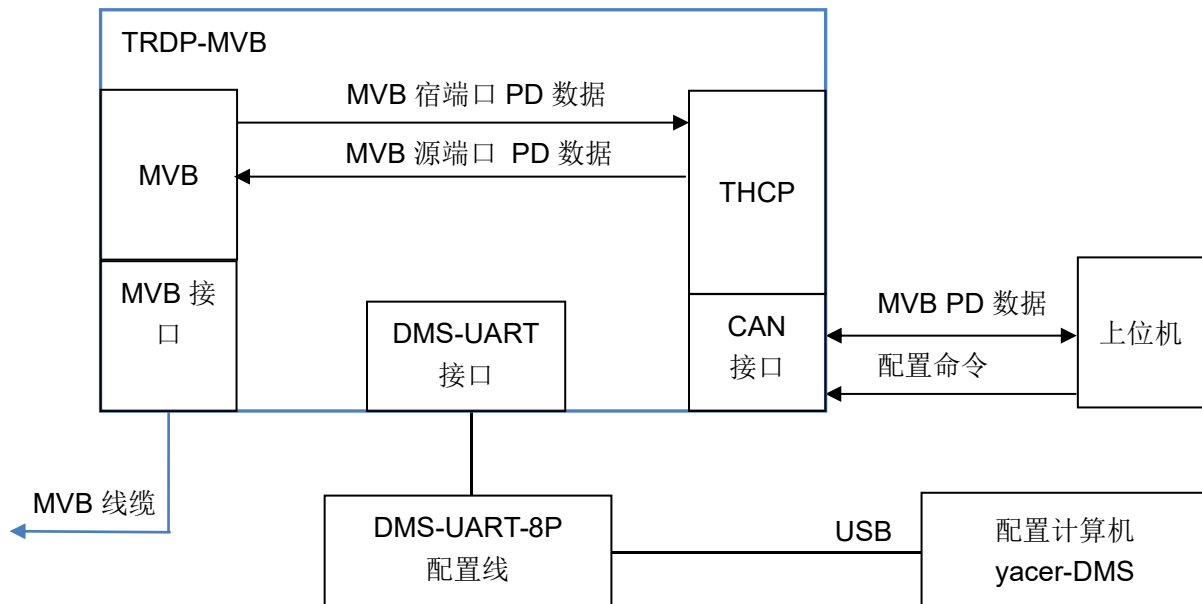 TRDP-MVB
MVB 宿端口 PD 数据
MVB 源端口 PD 数据
MVB
THCP
MVB 接
口
DMS-UART
接口
CAN
接口
MVB PD 数据
配置命令
上位机
MVB 线缆
DMS-UART-8P
配置线
USB
配置计算机
yacer-DMS